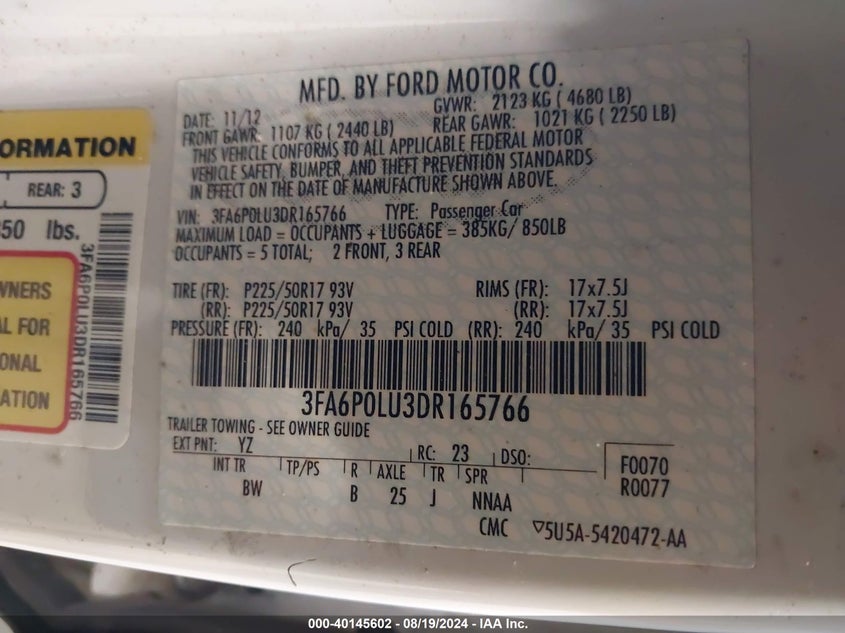 MFD. BY FORD MOTOR CO.
DATE: 11/12
GVWR: 2123 KG ( 4680 LB)
FRONT GAWR: 1107 KG ( 2440 LB)
REAR GAWR: 1021 KG ( 2250 LB)
THIS VEHICLE CONFORMS TO ALL APPLICABLE FEDERAL MOTOR
VEHICLE SAFETY, BUMPER, AND THEFT PREVENTION STANDARDS
IN EFFECT ON THE DATE OF MANUFACTURE SHOWN ABOVE.
VIN: 3FA6P0LU3DR165766 TYPE: Passenger Car
MAXIMUM LOAD = OCCUPANTS + LUGGAGE = 385KG/ 850LB
OCCUPANTS = 5 TOTAL; 2 FRONT, 3 REAR
TIRE (FR): P225/50R17 93V RIMS (FR): 17x7.5J
(RR): P225/50R17 93V (RR): 17x7.5J
PRESSURE (FR): 240 kPa/ 35 PSI COLD (RR): 240 kPa/ 35 PSI COLD
3FA6P0LU3DR165766
TRAILER TOWING - SEE OWNER GUIDE
EXT PNT: YZ RC: 23 DSO:
INT TR TP/PS R AXLE TR SPR
BW B 25 J NNAA
F0070
R0077
CMC ▽5U5A-5420472-AA
ORMATION
REAR: 3
50 lbs.
WNERS
AL FOR
ONAL
ATION
3FA6P0LU3DR165766
000-40145602 - 08/19/2024 - IAA Inc.